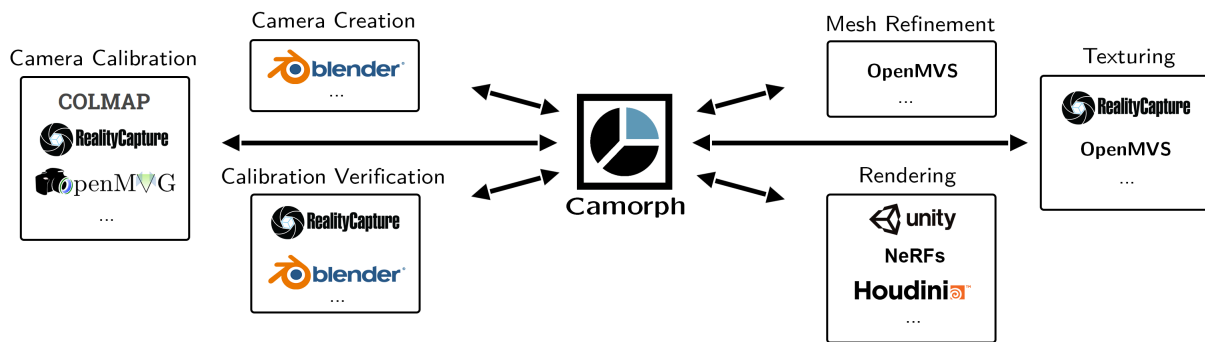 Camera Calibration
COLMAP
RealityCapture
OpenMVG
...
Camera Creation
blender
...
Calibration Verification
RealityCapture
blender
...
Camorph
Mesh Refinement
OpenMVS
...
Rendering
unity
NeRFs
Houdini
...
Texturing
RealityCapture
OpenMVS
...